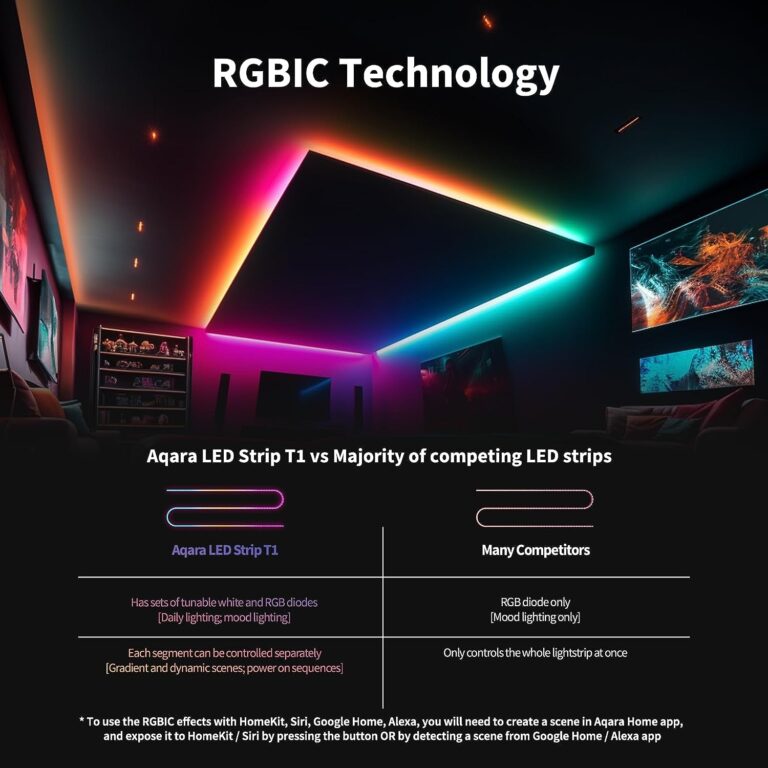 RGBIC Technology
Aqara LED Strip T1 vs Majority of competing LED strips
Aqara LED Strip T1
Many Competitors
Has sets of tunable white and RGB diodes
[Daily lighting; mood lighting]
RGB diode only
[Mood lighting only]
Each segment can be controlled separately
[Gradient and dynamic scenes; power on sequences]
Only controls the whole lightstrip at once
* To use the RGBIC effects with HomeKit, Siri, Google Home, Alexa, you will need to create a scene in Aqara Home app,
and expose it to HomeKit / Siri by pressing the button OR by detecting a scene from Google Home / Alexa app